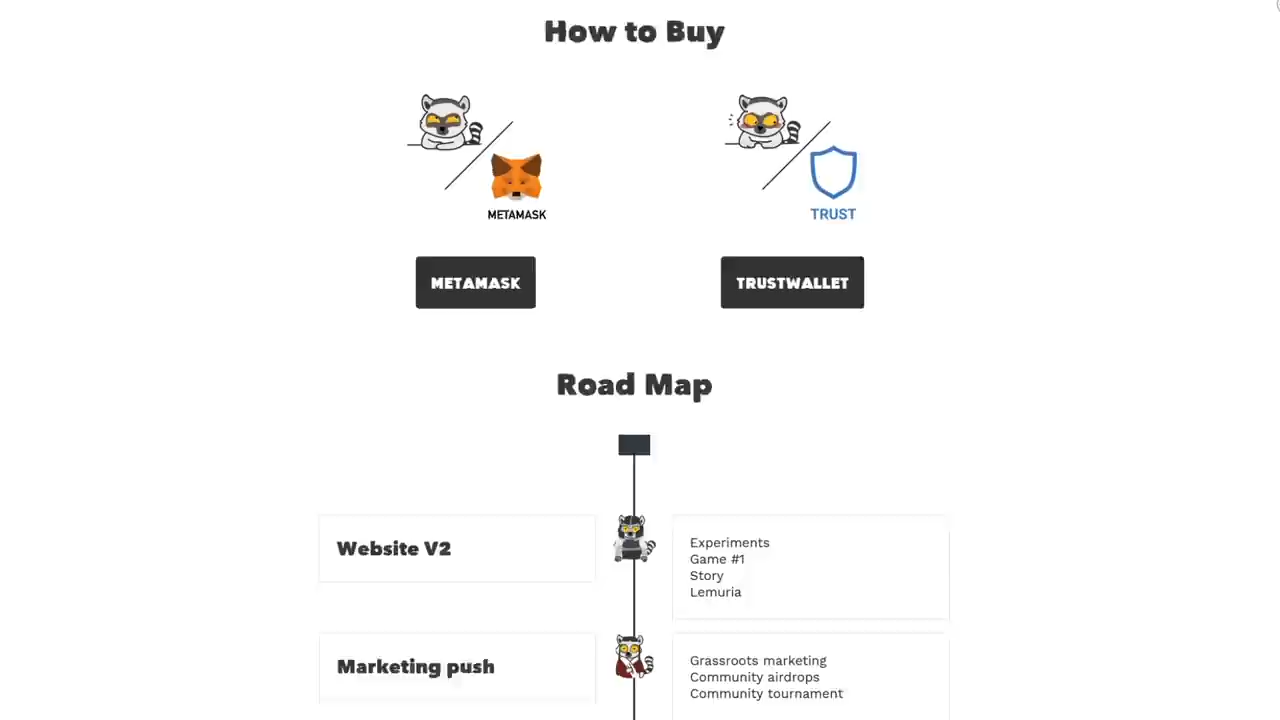 How to Buy
METAMASK
TRUST
METAMASK
TRUSTWALLET
Road Map
Website V2
Experiments
Game #1
Story
Lemuria
Marketing push
Grassroots marketing
Community airdrops
Community tournament